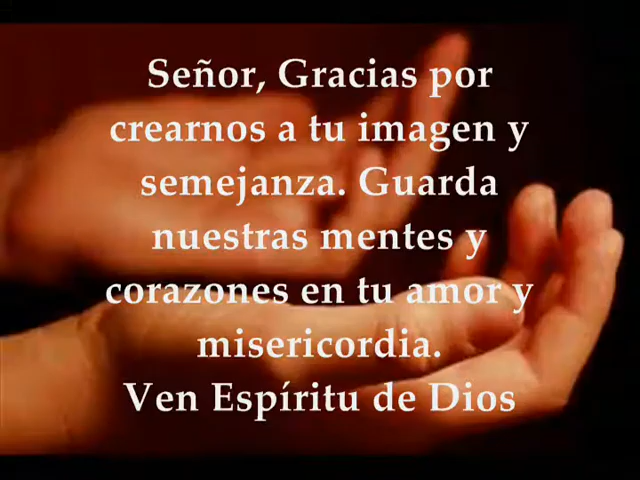 Señor, Gracias por
crearnos a tu imagen y
semejanza. Guarda
nuestras mentes y
corazones en tu amor y
misericordia.
Ven Espíritu de Dios